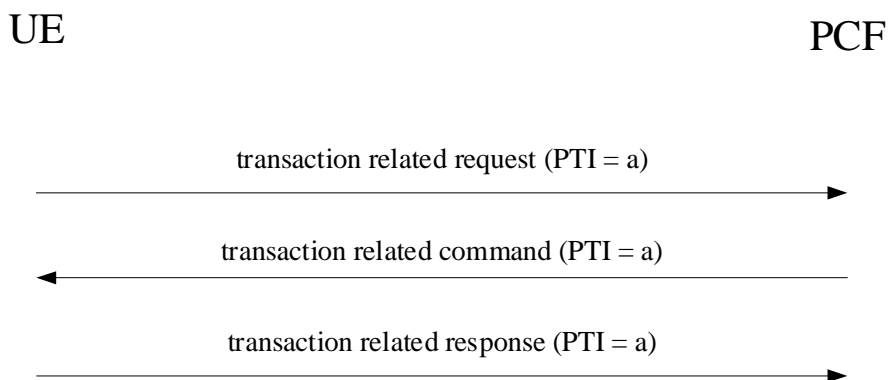 UE
PCF
transaction related request (PTI = a)
transaction related command (PTI = a)
transaction related response (PTI = a)